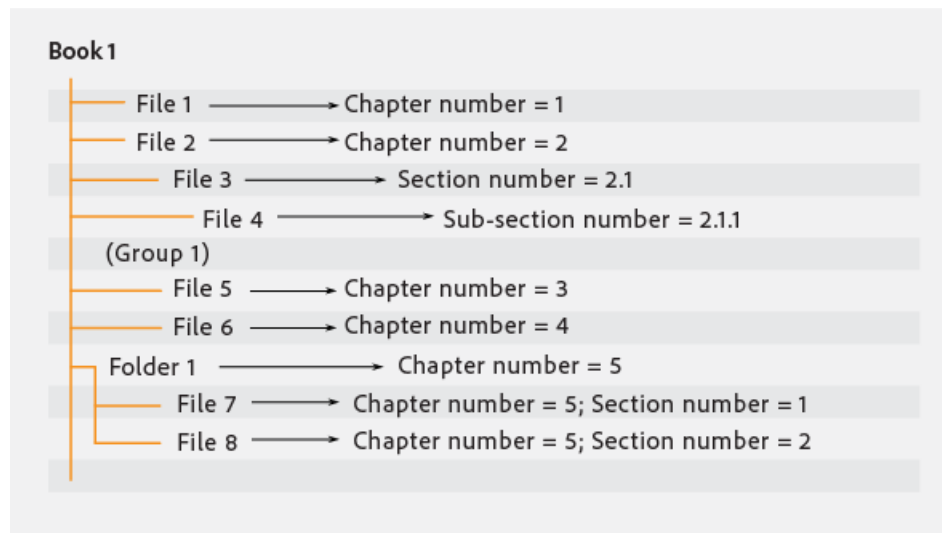 Book 1
File 1 Chapter number = 1
File 2 Chapter number = 2
File 3 Section number = 2.1
File 4 Sub-section number = 2.1.1
(Group 1)
File 5 Chapter number = 3
File 6 Chapter number = 4
Folder 1 Chapter number = 5
File 7 Chapter number = 5; Section number = 1
File 8 Chapter number = 5; Section number = 2